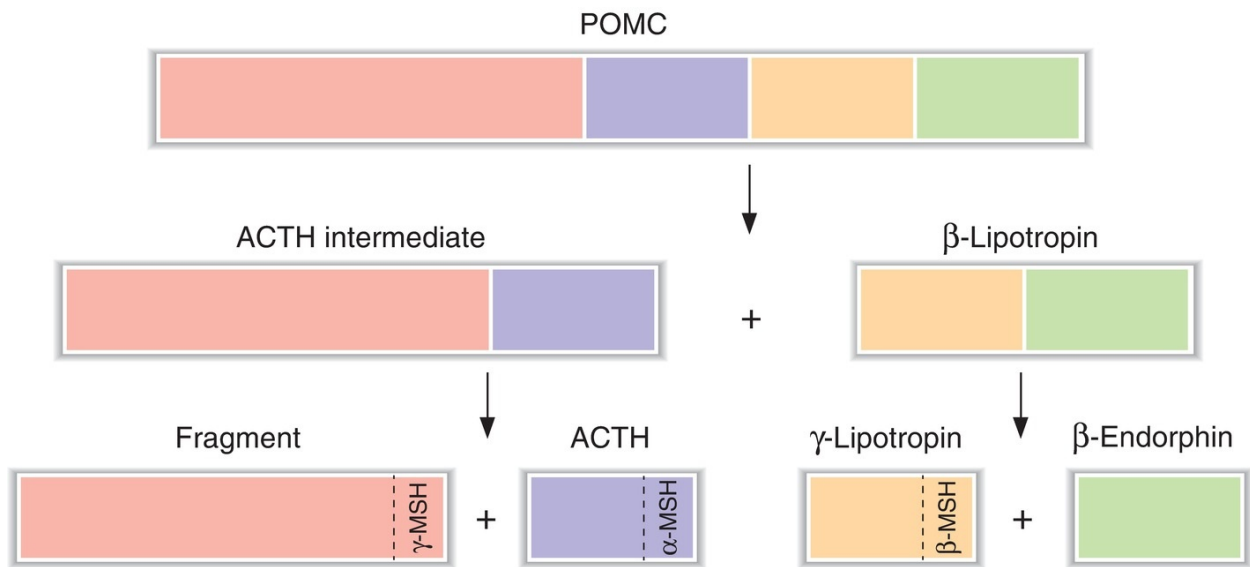 POMC
ACTH intermediate
β-Lipotropin
+
Fragment
ACTH
γ-Lipotropin
β-Endorphin
γ-MSH
+
α-MSH
β-MSH
+